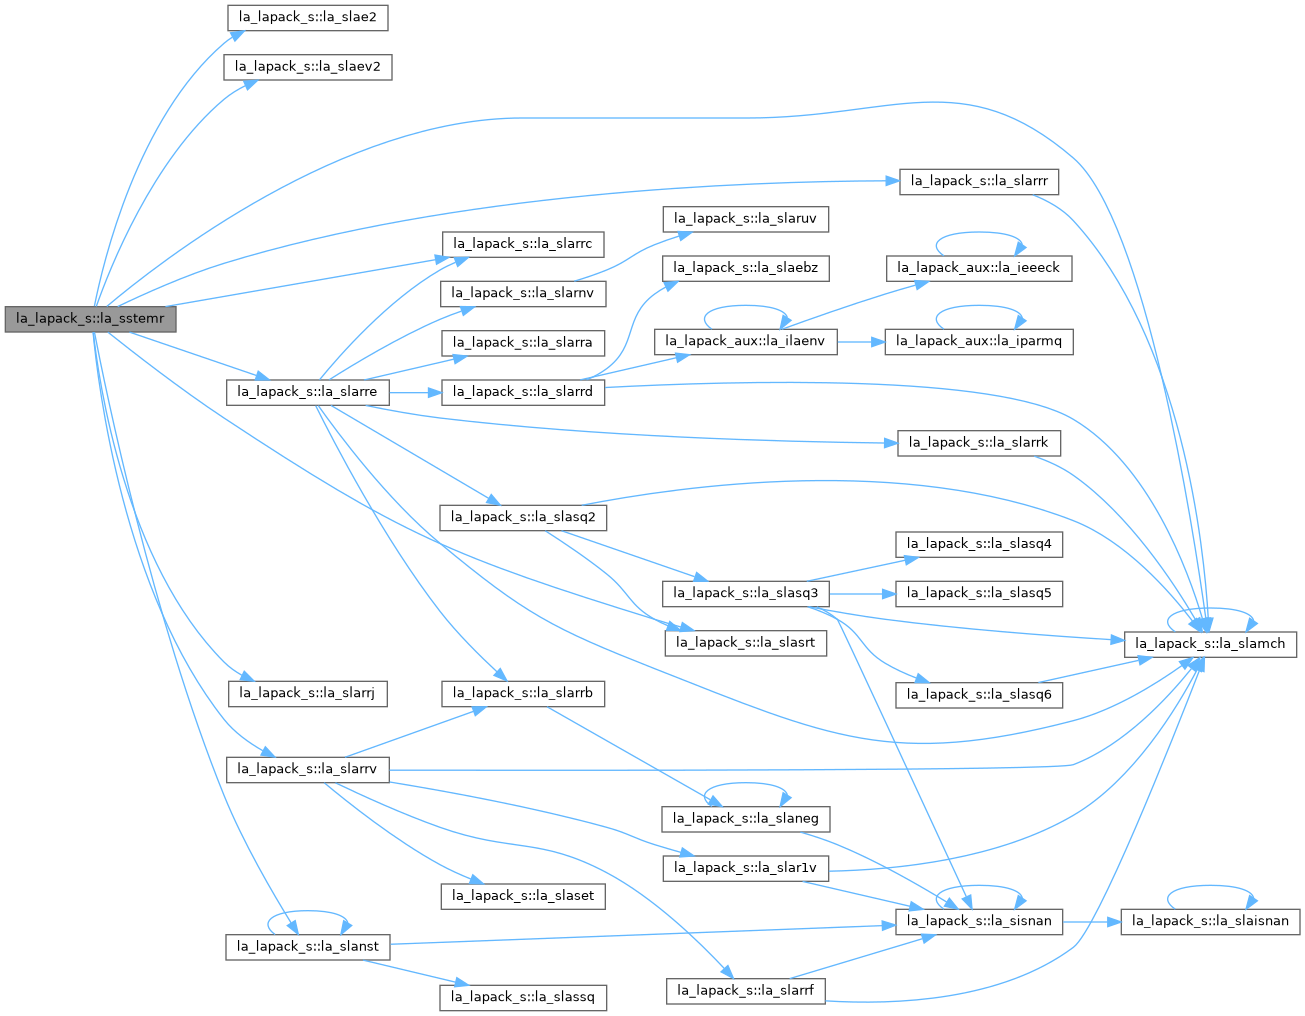 la_lapack_s::la_slae2
la_lapack_s::la_slaev2
la_lapack_s::la_slarrr
la_lapack_s::la_slaruv
la_lapack_s::la_slarrc
la_lapack_s::la_slaebz
la_lapack_aux::la_ieeeck
la_lapack_s::la_slarnv
la_lapack_s::la_sstemr
la_lapack_s::la_slarra
la_lapack_aux::la_ilaenv
la_lapack_aux::la_iparmq
la_lapack_s::la_slarre
la_lapack_s::la_slarrd
la_lapack_s::la_slarrk
la_lapack_s::la_slasq2
la_lapack_s::la_slasq4
la_lapack_s::la_slasq3
la_lapack_s::la_slasq5
la_lapack_s::la_slasrt
la_lapack_s::la_slamch
la_lapack_s::la_slarrj
la_lapack_s::la_slarrb
la_lapack_s::la_slasq6
la_lapack_s::la_slarrv
la_lapack_s::la_slaneg
la_lapack_s::la_slar1v
la_lapack_s::la_slaset
la_lapack_s::la_sisnan
la_lapack_s::la_slaisnan
la_lapack_s::la_slanst
la_lapack_s::la_slassq
la_lapack_s::la_slarrf